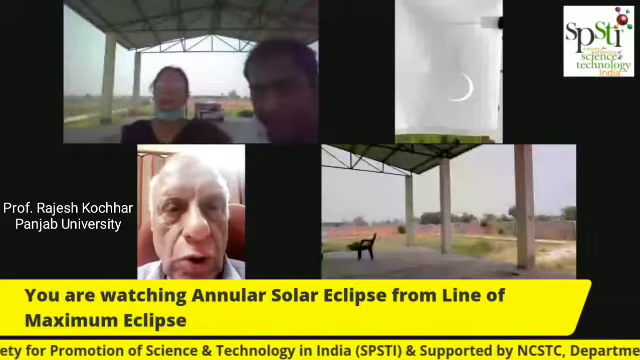 spsti
science &
technology
India
Prof. Rajesh Kochhar
Panjab University
You are watching Annular Solar Eclipse from Line of
Maximum Eclipse
ety for Promotion of Science & Technology in India (SPSTI) & Supported by NCSTC, Departme